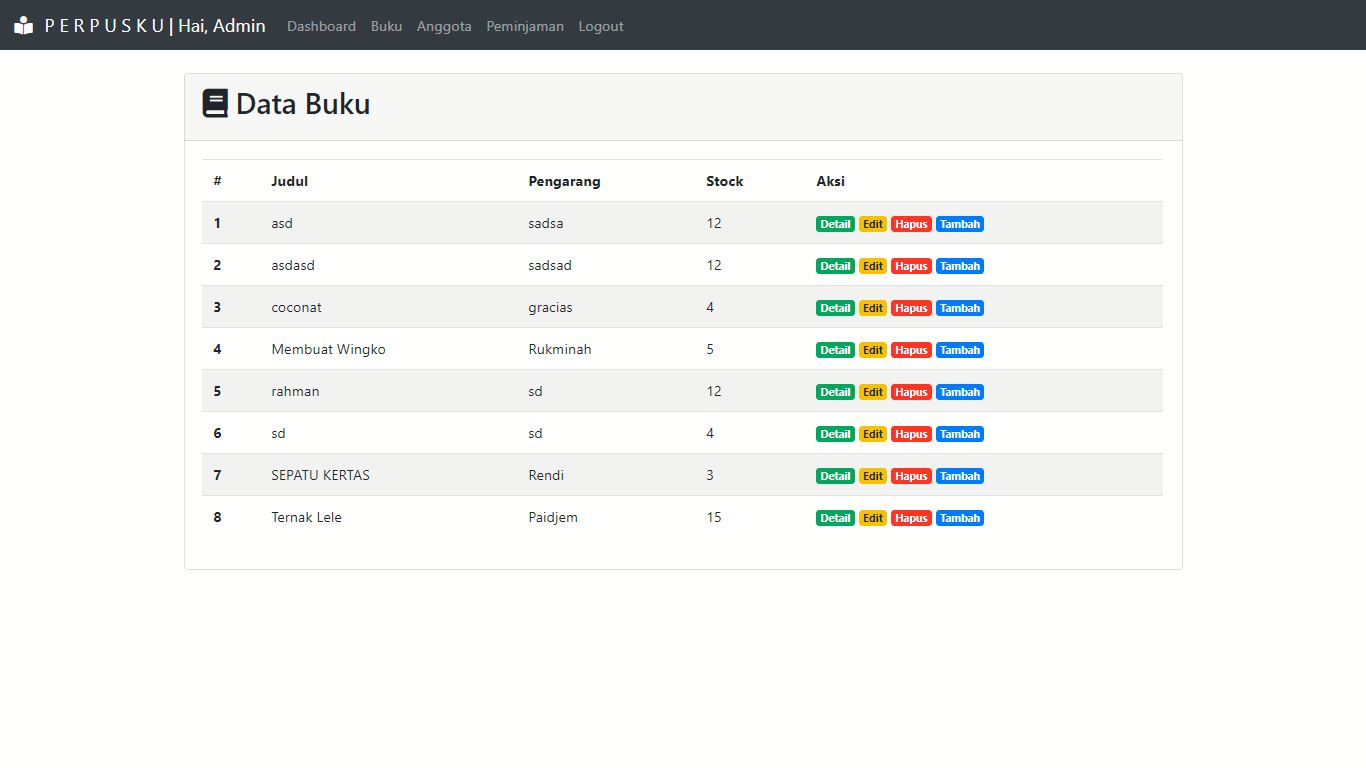 P E R P U S K U | Hai, Admin Dashboard Buku Anggota Peminjaman Logout
Data Buku
# Judul Pengarang Stock Aksi
1 asd sadsa 12 Detail Edit Hapus Tambah
2 asdasd sadsad 12 Detail Edit Hapus Tambah
3 coconat gracias 4 Detail Edit Hapus Tambah
4 Membuat Wingko Rukminah 5 Detail Edit Hapus Tambah
5 rahman sd 12 Detail Edit Hapus Tambah
6 sd sd 4 Detail Edit Hapus Tambah
7 SEPATU KERTAS Rendi 3 Detail Edit Hapus Tambah
8 Ternak Lele Paidjem 15 Detail Edit Hapus Tambah